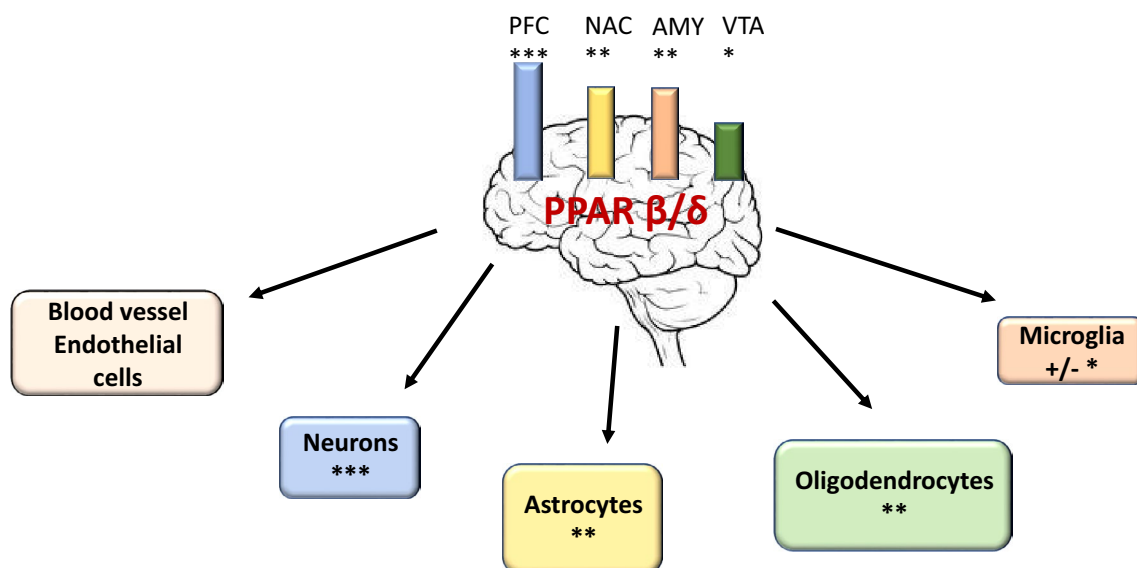 PFC NAC AMY VTA
*** ** ** *
PPAR β/δ
Blood vessel
Endothelial
cells
Neurons
***
Astrocytes
**
Oligodendrocytes
**
Microglia
+/- *